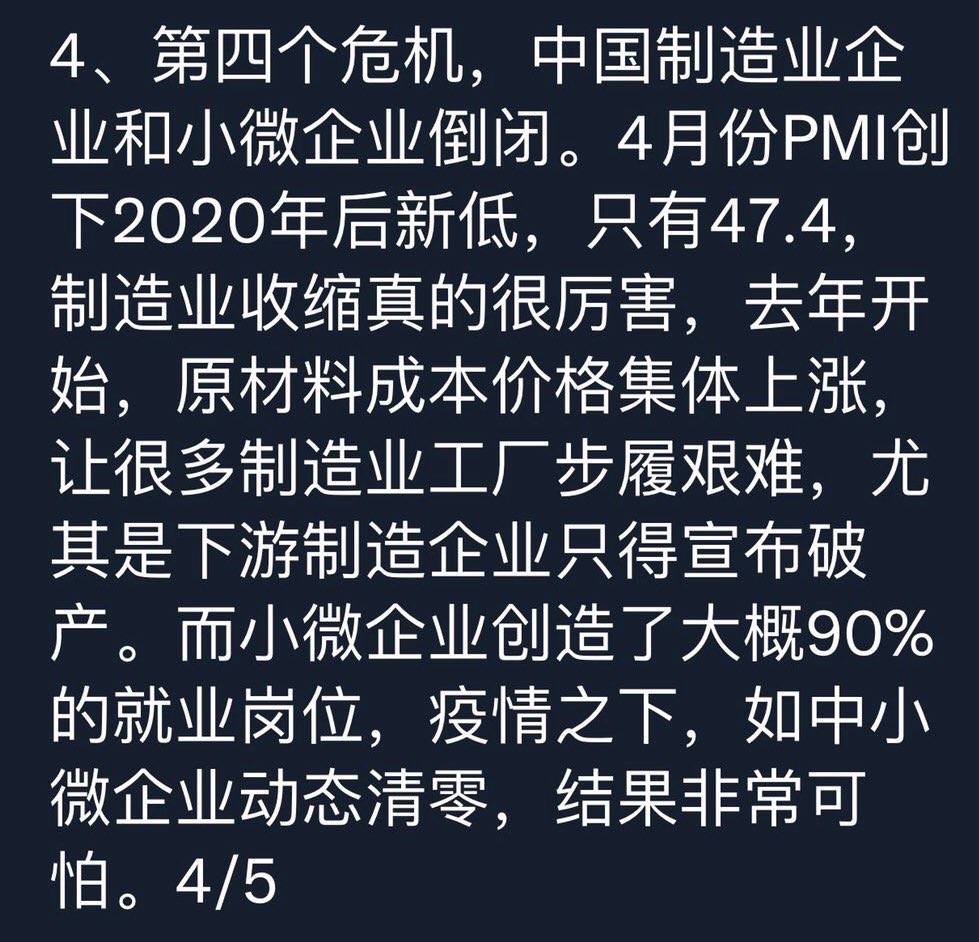 4、第四个危机，中国制造业企
业和小微企业倒闭。4月份PMI创
下2020年后新低，只有47.4，
制造业收缩真的很厉害，去年开
始，原材料成本价格集体上涨，
让很多制造业工厂步履艰难，尤
其是下游制造企业只得宣布破
产。而小微企业创造了大概90%
的就业岗位，疫情之下，如中小
微企业动态清零，结果非常可
怕。4/5